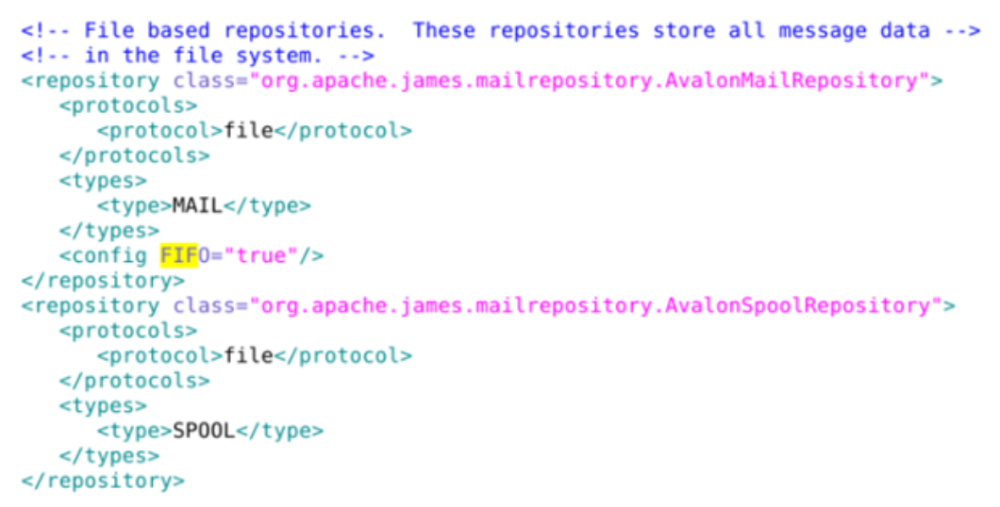 <!-- File based repositories.  These repositories store all message data -->
<!-- in the file system. -->
<repository class="org.apache.james.mailrepository.AvalonMailRepository">
   <protocols>
      <protocol>file</protocol>
   </protocols>
   <types>
      <type>MAIL</type>
   </types>
   <config FIFO="true"/>
</repository>
<repository class="org.apache.james.mailrepository.AvalonSpoolRepository">
   <protocols>
      <protocol>file</protocol>
   </protocols>
   <types>
      <type>SPOOL</type>
   </types>
</repository>